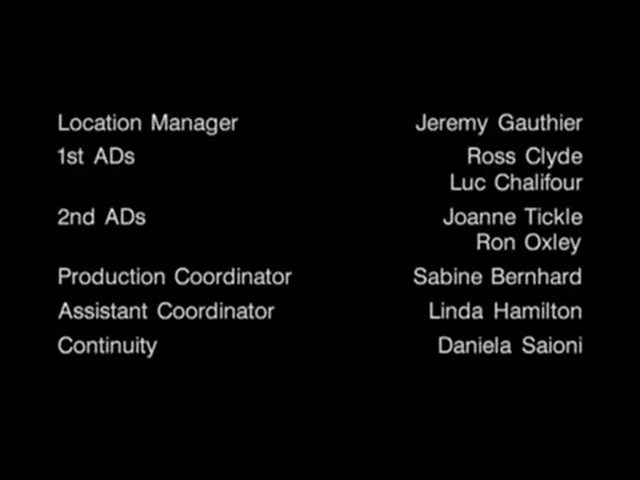 Location Manager Jeremy Gauthier
1st ADs Ross Clyde
Luc Chalifour
2nd ADs Joanne Tickle
Ron Oxley
Production Coordinator Sabine Bernhard
Assistant Coordinator Linda Hamilton
Continuity Daniela Saioni